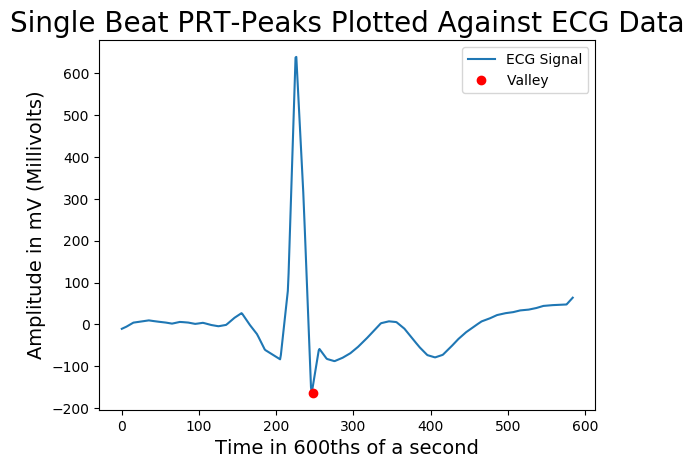 Single Beat PRT-Peaks Plotted Against ECG Data
ECG Signal
Valley
Amplitude in mV (Millivolts)
600
500
400
300
200
100
0
−100
−200
0 100 200 300 400 500 600
Time in 600ths of a second